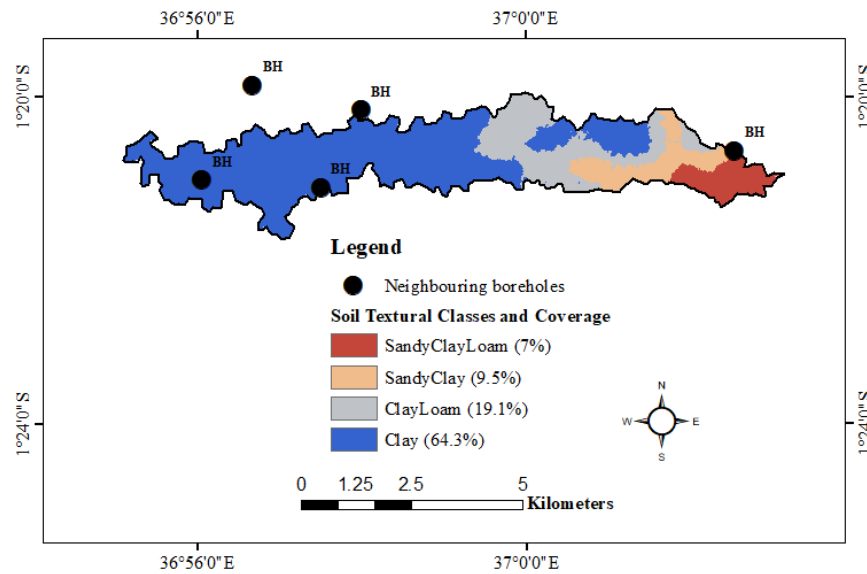 36°56'0"E 37°0'0"E
1°20'0"S
1°20'0"S
BH
BH
BH
BH
BH
Legend
Neighbouring boreholes
Soil Textural Classes and Coverage
SandyClayLoam (7%)
SandyClay (9.5%)
ClayLoam (19.1%)
Clay (64.3%)
N
W E
S
1°24'0"S
1°24'0"S
0 1.25 2.5 5
Kilometers
36°56'0"E 37°0'0"E